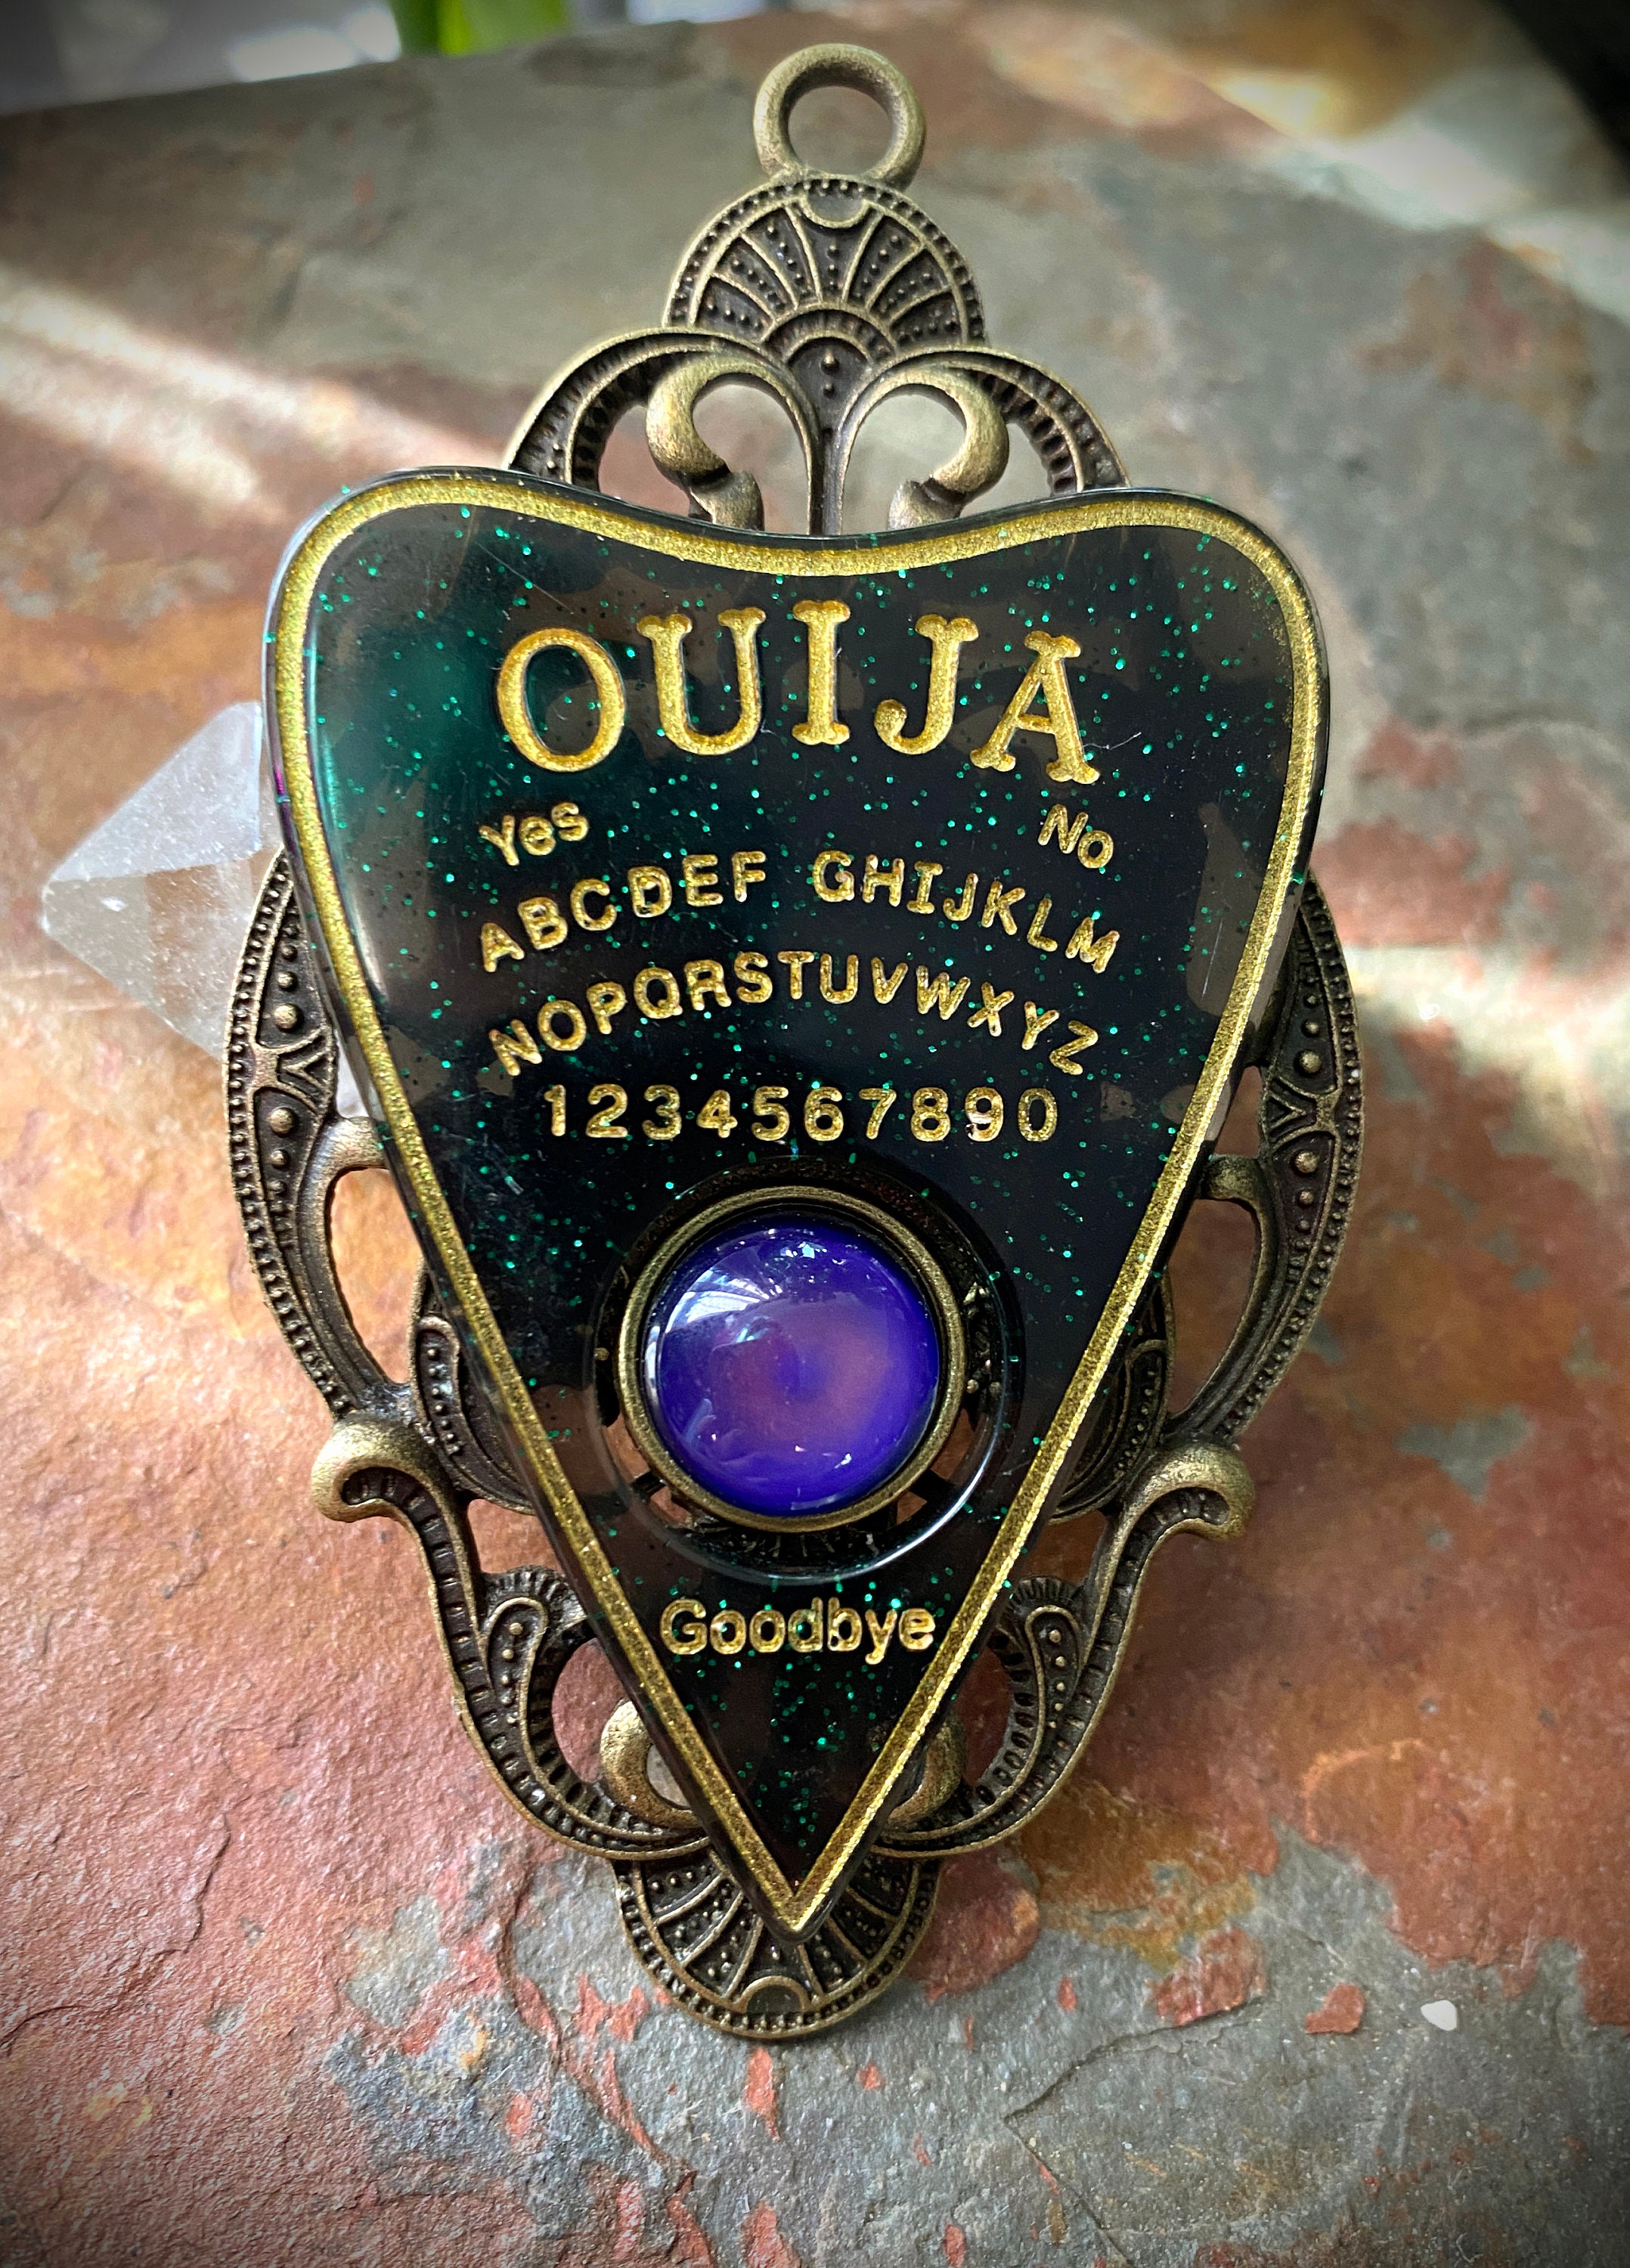 OUIJA
Yes No
ABCDEF GHIJKLM
NOPQRSTUVWXYZ
1234567890
Goodbye